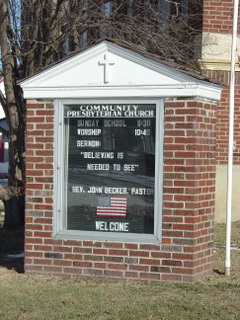 COMMUNITY
PRESBYTERIAN CHURCH
SUNDAY SCHOOL 9:30
WORSHIP 10:4
SERMON:
"BELIEVING IS
NEEDED TO SEE"
REV. JOHN BECKER, PASTO
WELCOME